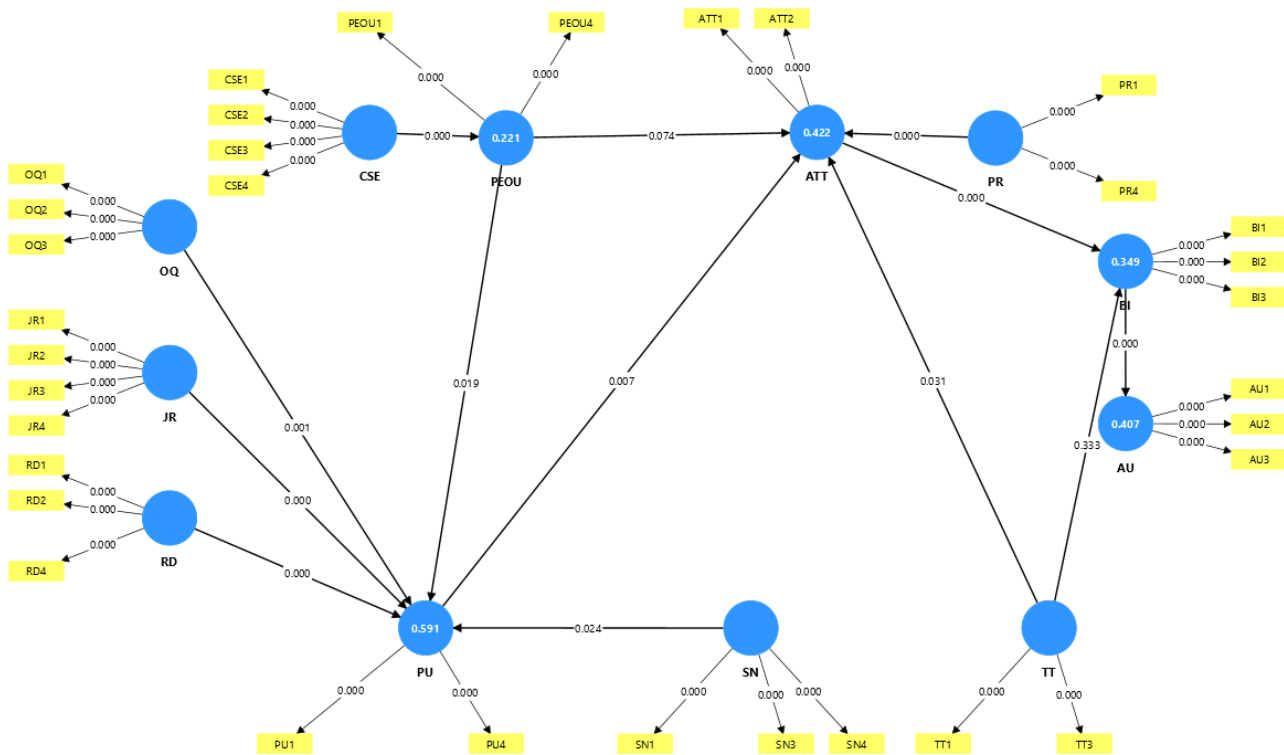 PEOU1
PEOU4
ATT1
ATT2
0.000
0.000
0.000
0.000
CSE1
CSE2
CSE3
CSE4
0.000
0.000
0.000
0.000
CSE
0.000
0.221
PEOU
0.074
0.422
ATT
0.000
PR
PR1
PR4
0.000
0.000
OQ1
OQ2
OQ3
0.000
0.000
0.000
OQ
0.000
0.349
BI
BI1
BI2
BI3
0.000
0.000
0.000
JR1
JR2
JR3
JR4
0.000
0.000
0.000
0.000
JR
0.001
0.019
0.007
0.031
0.333
0.000
0.407
AU
AU1
AU2
AU3
0.000
0.000
0.000
RD1
RD2
RD4
0.000
0.000
0.000
RD
0.000
0.000
0.591
PU
0.024
SN
TT
0.000
0.000
PU1
PU4
0.000
0.000
0.000
SN1
SN3
SN4
0.000
0.000
TT1
TT3